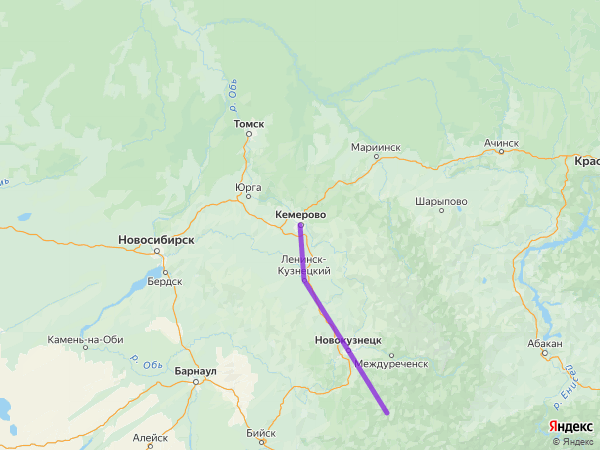 р. Обь
Томск
Ачинск
Мариинск
Крас
Юрга
Шарыпово
Кемерово
Новосибирск
Ленинск-
Кузнецкий
Бердск
Камень-на-Оби
Новокузнецк
Абакан
р. Обь
Междуреченск
Барнаул
р. Енисей
Алейск
Бийск
Яндекс
© Яндекс